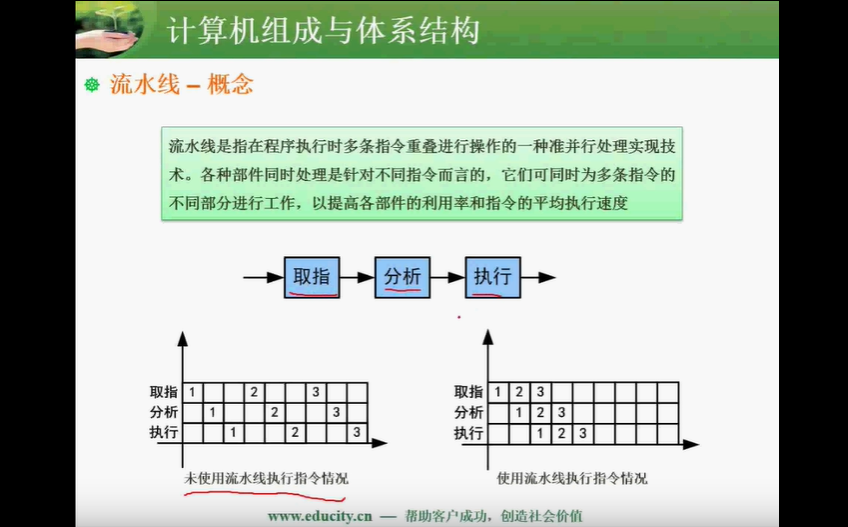 计算机组成与体系结构
流水线 – 概念
流水线是指在程序执行时多条指令重叠进行操作的一种准并行处理实现技
术。各种部件同时处理是针对不同指令而言的，它们可同时为多条指令的
不同部分进行工作，以提高各部件的利用率和指令的平均执行速度
取指 分析 执行
取指 1 2 3
分析 1 2 3
执行 1 2 3
未使用流水线执行指令情况
取指 1 2 3
分析 1 2 3
执行 1 2 3
使用流水线执行指令情况
www.educity.cn — 帮助客户成功，创造社会价值